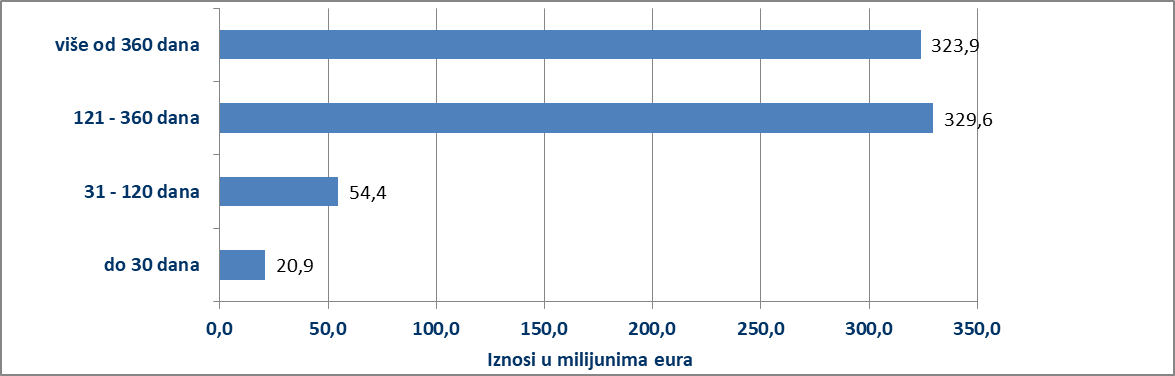 više od 360 dana
323,9
121 - 360 dana
329,6
31 - 120 dana
54,4
do 30 dana
20,9
0,0 50,0 100,0 150,0 200,0 250,0 300,0 350,0
Iznosi u milijunima eura